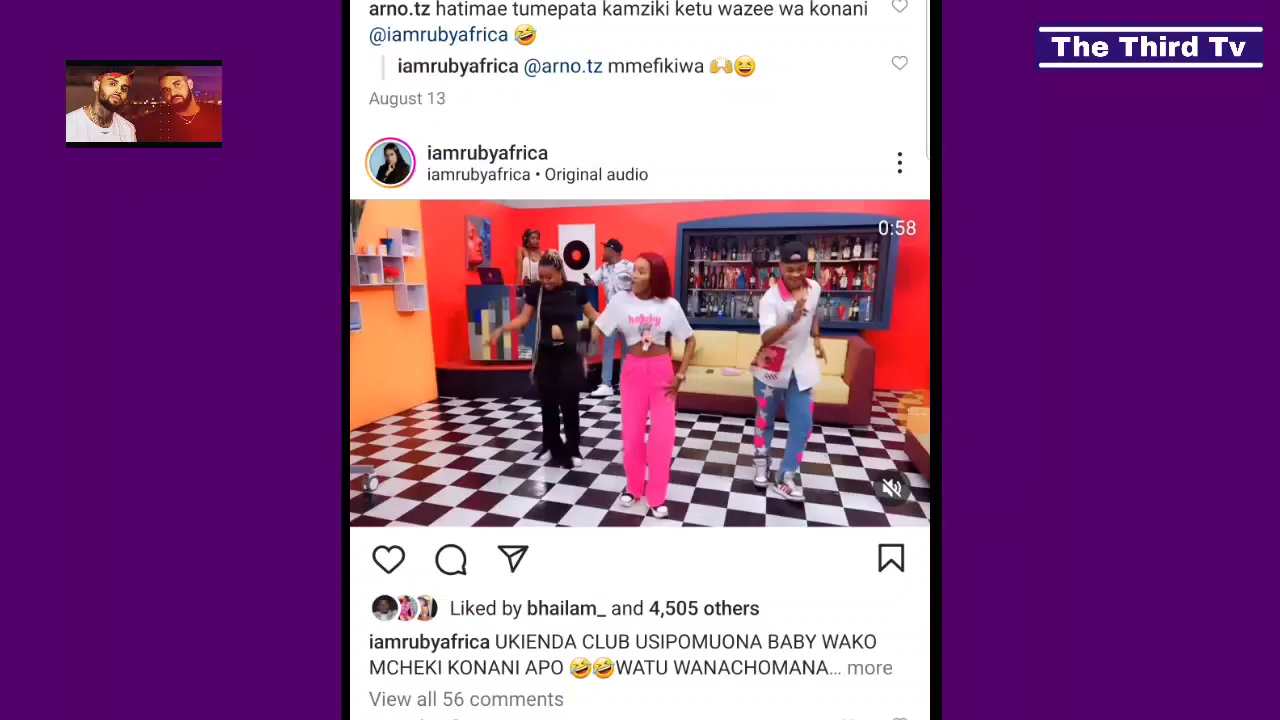 arno.tz hatimae tumepata kamziki ketu wazee wa konani
@iamrubyafrica 🤣
iamrubyafrica @arno.tz mmefikiwa 🙌😆
August 13
The Third Tv
iamrubyafrica
iamrubyafrica • Original audio
0:58
Liked by bhailam_ and 4,505 others
iamrubyafrica UKIENDA CLUB USIPOMUONA BABY WAKO
MCHEKI KONANI APO 🤣🤣WATU WANACHOMANA... more
View all 56 comments